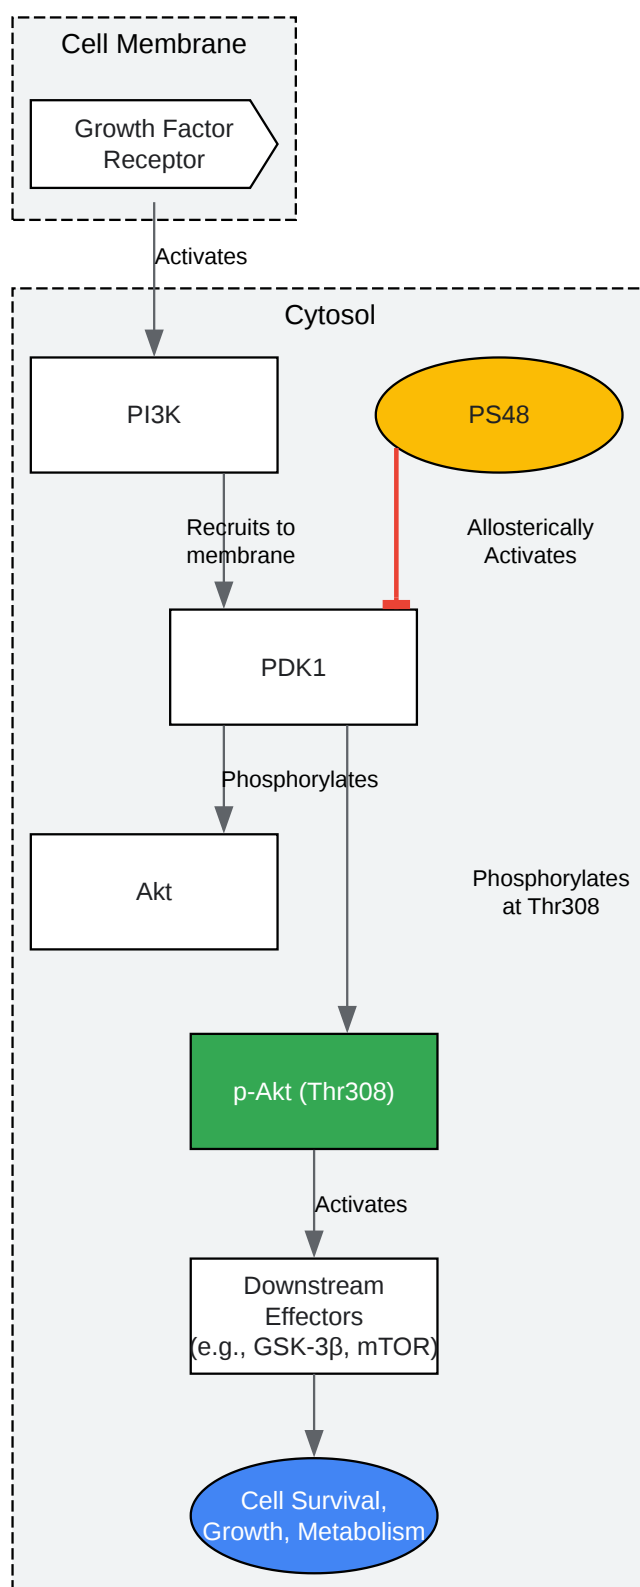 Cell Membrane
Growth Factor
Receptor
Activates
Cytosol
PI3K
PS48
Recruits to
membrane
Allosterically
Activates
PDK1
Phosphorylates
Akt
Phosphorylates
at Thr308
p-Akt (Thr308)
Activates
Downstream
Effectors
(e.g., GSK-3β, mTOR)
Cell Survival,
Growth, Metabolism